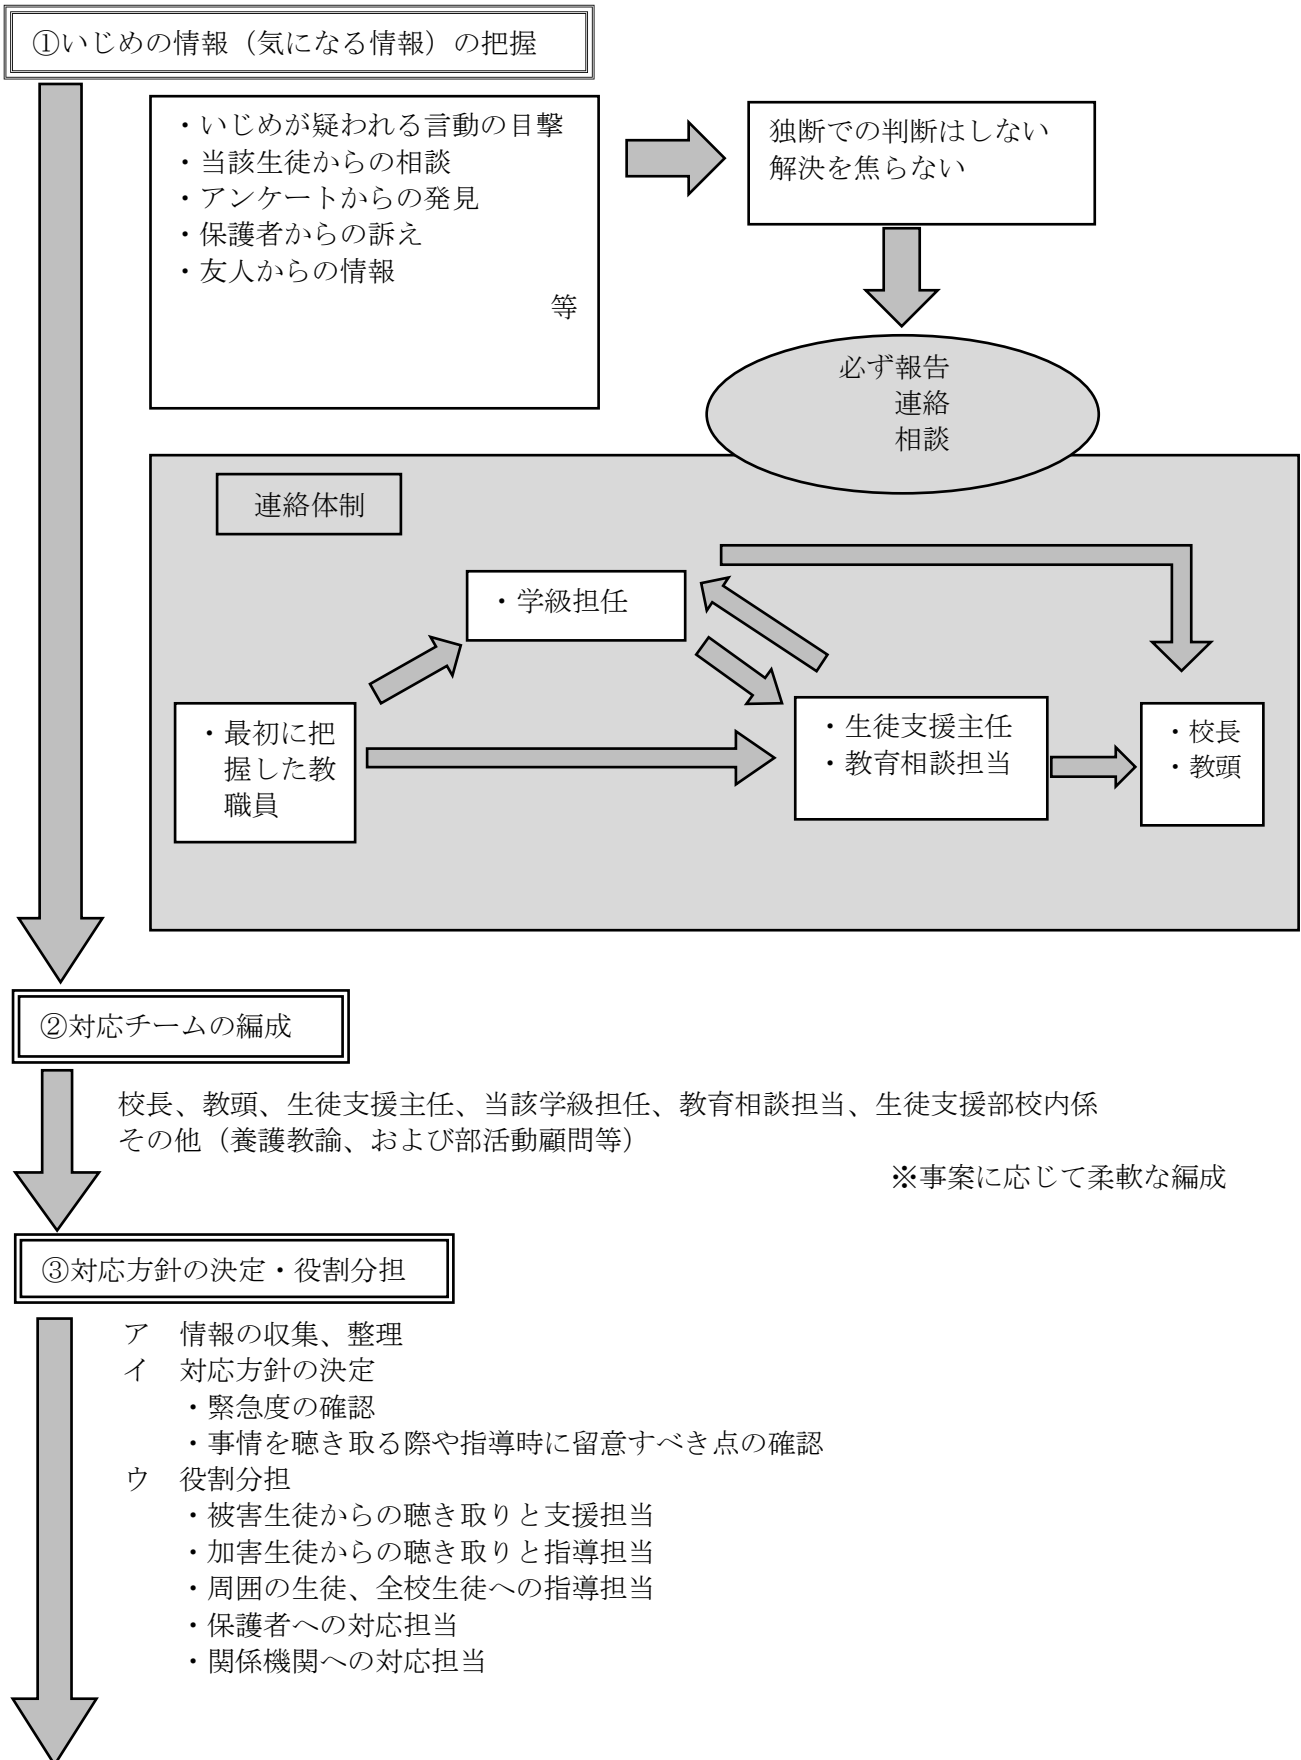 ①いじめの情報（気になる情報）の把握
・いじめが疑われる言動の目撃
・当該生徒からの相談
・アンケートからの発見
・保護者からの訴え
・友人からの情報
等
独断での判断はしない
解決を焦らない
必ず報告
連絡
相談
連絡体制
・学級担任
・最初に把
握した教
職員
・生徒支援主任
・教育相談担当
・校長
・教頭
②対応チームの編成
校長、教頭、生徒支援主任、当該学級担任、教育相談担当、生徒支援部校内係
その他（養護教諭、および部活動顧問等）
※事案に応じて柔軟な編成
③対応方針の決定・役割分担
ア　情報の収集、整理
イ　対応方針の決定
・緊急度の確認
・事情を聴き取る際や指導時に留意すべき点の確認
ウ　役割分担
・被害生徒からの聴き取りと支援担当
・加害生徒からの聴き取りと指導担当
・周囲の生徒、全校生徒への指導担当
・保護者への対応担当
・関係機関への対応担当